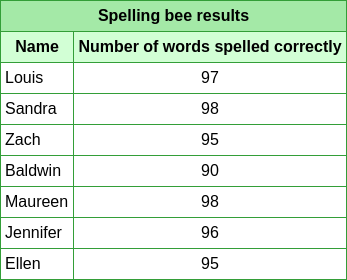 Spelling bee results
Name Number of words spelled correctly
Louis 97
Sandra 98
Zach 95
Baldwin 90
Maureen 98
Jennifer 96
Ellen 95